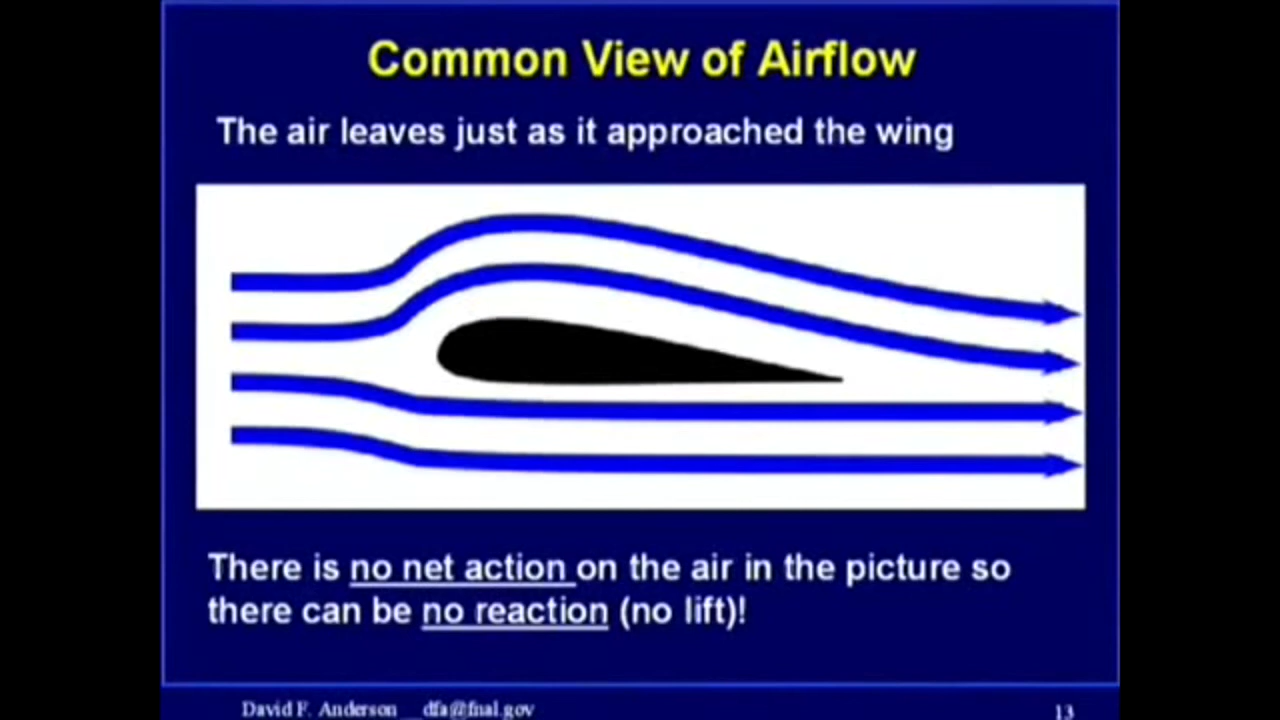 Common View of Airflow
The air leaves just as it approached the wing
There is no net action on the air in the picture so
there can be no reaction (no lift)!
David F. Anderson dfa@fnal.gov
13